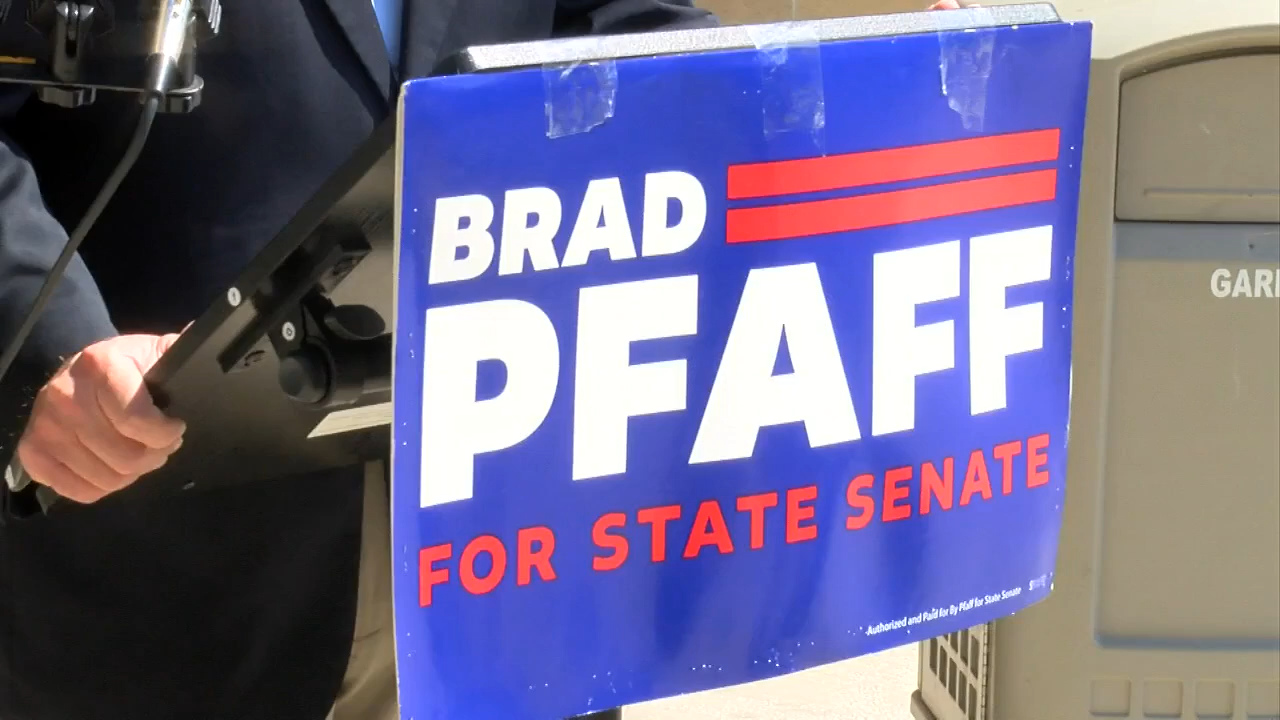 BRAD
PFAFF
FOR STATE SENATE
Authorized and Paid for By Pfaff for State Senate
GAR